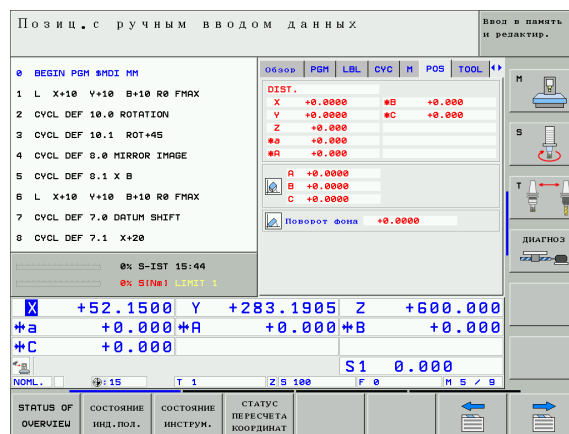 Позиц. с ручным вводом данных
Ввод в память
и редактир.
0 BEGIN PGM $MDI MM
1 L X+10 Y+10 B+10 R0 FMAX
2 CYCL DEF 10.0 ROTATION
3 CYCL DEF 10.1 ROT+45
4 CYCL DEF 8.0 MIRROR IMAGE
5 CYCL DEF 8.1 X B
6 L X+10 Y+10 B+10 R0 FMAX
7 CYCL DEF 7.0 DATUM SHIFT
8 CYCL DEF 7.1 X+20
0% S-IST 15:44
0% S[Nm] LIMIT 1
Обзор PGM LBL CYC M POS TOOL
DIST.
X +0.0000 *B +0.000
Y +0.0000 *C +0.000
Z +0.000
*a +0.000
*A +0.000
A +0.0000
B +0.0000
C +0.0000
Поворот фона +0.0000
M
S
T
ДИАГНОЗ
X +52.1500 Y +283.1905 Z +600.000
*a +0.000 *A +0.000 *B +0.000
*C +0.000
S1 0.000
NOML. :15 T 1 Z S 100 F 0 M 5 / 9
STATUS OF
OVERVIEW
СОСТОЯНИЕ
ИНД.ПОЛ.
СОСТОЯНИЕ
ИНСТРУМ.
СТАТУС
ПЕРЕСЧЕТА
КООРДИНАТ